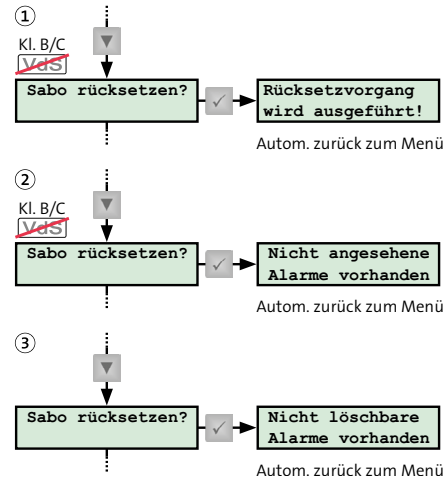 ①
Kl. B/C
VdS
Sabo rücksetzen?
Rücksetzvorgang
wird ausgeführt!
Autom. zurück zum Menü
②
Kl. B/C
VdS
Sabo rücksetzen?
Nicht angesehene
Alarme vorhanden
Autom. zurück zum Menü
③
Sabo rücksetzen?
Nicht löschbare
Alarme vorhanden
Autom. zurück zum Menü